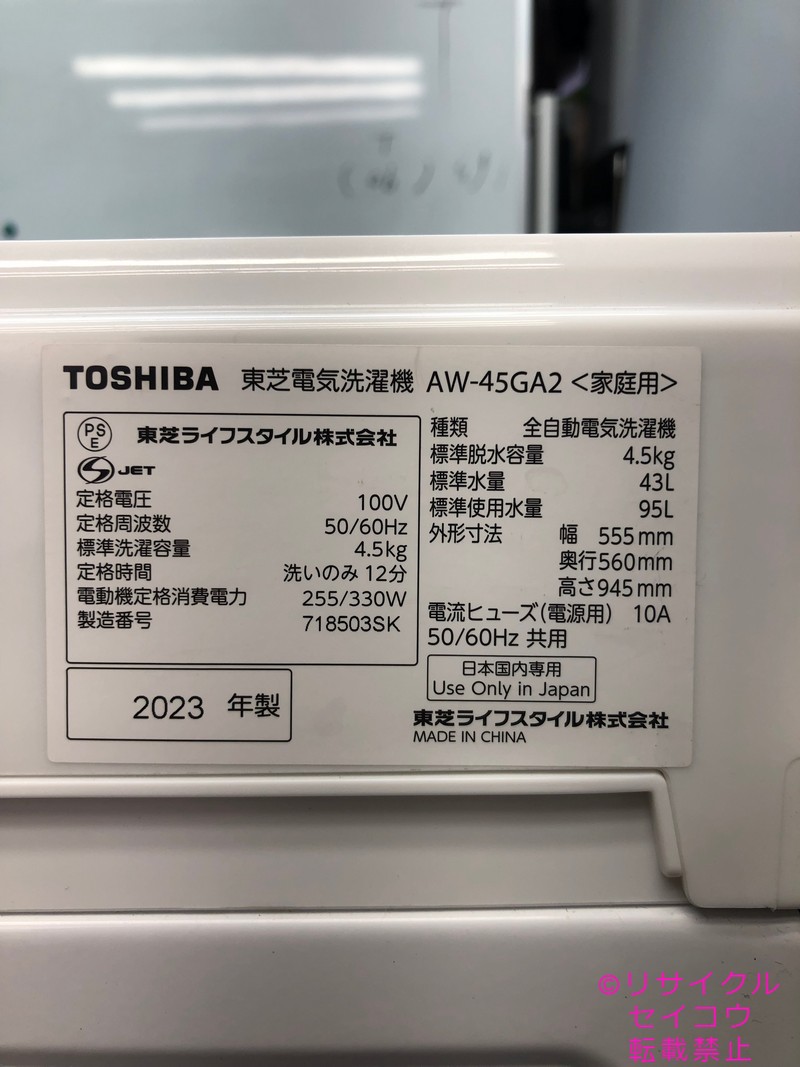 TOSHIBA 東芝電気洗濯機 AW-45GA2 <家庭用>
PS
E
東芝ライフスタイル株式会社
S JET
定格電圧 100V
定格周波数 50/60Hz
標準洗濯容量 4.5kg
定格時間 洗いのみ 12分
電動機定格消費電力 255/330W
製造番号 718503SK
2023 年製
種類 全自動電気洗濯機
標準脱水容量 4.5kg
標準水量 43L
標準使用水量 95L
外形寸法 幅 555mm
奥行560mm
高さ945mm
電流ヒューズ(電源用) 10A
50/60Hz 共用
日本国内専用
Use Only in Japan
東芝ライフスタイル株式会社
MADE IN CHINA
©リサイクル
セイコウ
転載禁止